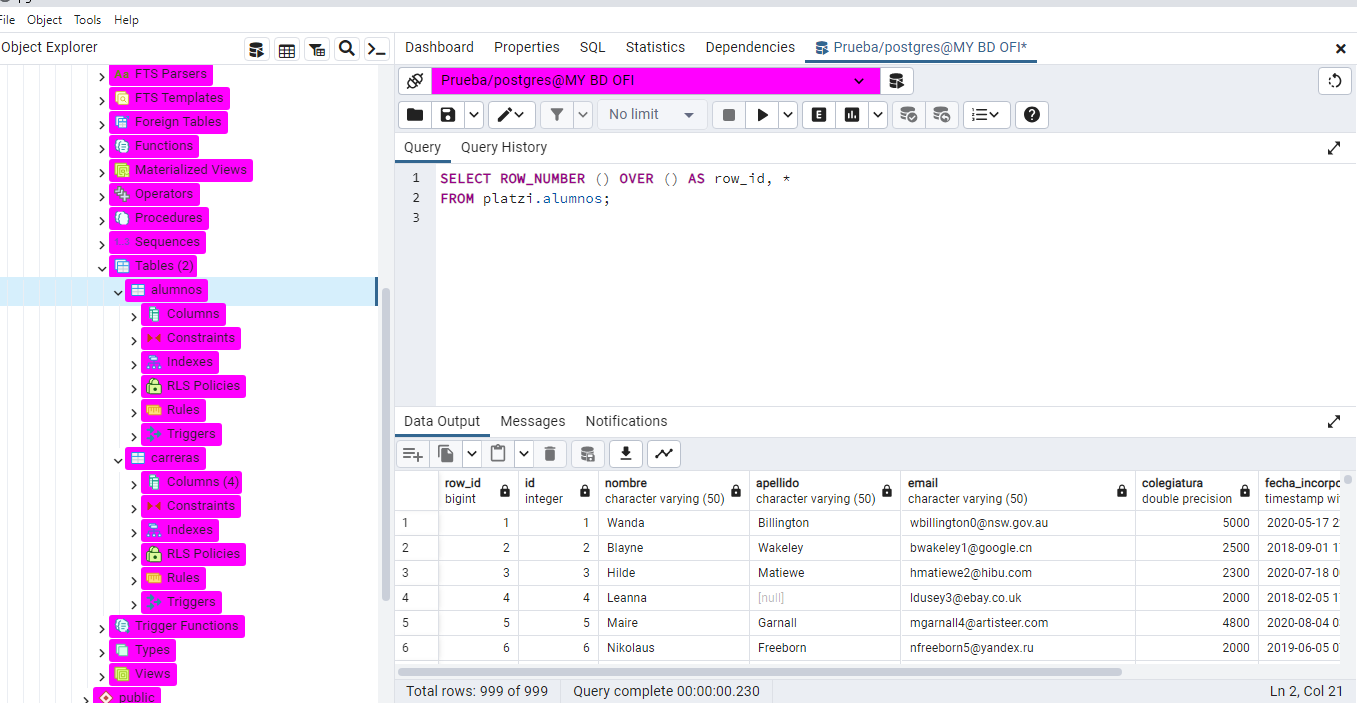 File Object Tools Help
Object Explorer
FTS Parsers
FTS Templates
Foreign Tables
Functions
Materialized Views
Operators
Procedures
Sequences
Tables (2)
alumnos
Columns
Constraints
Indexes
RLS Policies
Rules
Triggers
carreras
Columns (4)
Constraints
Indexes
RLS Policies
Rules
Triggers
Trigger Functions
Types
Views
public
Dashboard Properties SQL Statistics Dependencies Prueba/postgres@MY BD OFI*
Prueba/postgres@MY BD OFI
No limit E
Query Query History
1 SELECT ROW_NUMBER () OVER () AS row_id, *
2 FROM platzi.alumnos;
3
Data Output Messages Notifications
row_id id nombre apellido email colegiatura fecha_incorpo
bigint integer character varying (50) character varying (50) character varying (50) double precision timestamp wi
1 1 1 Wanda Billington wbillington0@nsw.gov.au 5000 2020-05-17 2
2 2 2 Blayne Wakeley bwakeley1@google.cn 2500 2018-09-01 1
3 3 3 Hilde Matiewe hmatiewe2@hibu.com 2300 2020-07-18 0
4 4 4 Leanna [null] ldusey3@ebay.co.uk 2000 2018-02-05 1
5 5 5 Maire Garnall mgarnall4@artisteer.com 4800 2020-08-04 0
6 6 6 Nikolaus Freeborn nfreeborn5@yandex.ru 2000 2019-06-05 0
Total rows: 999 of 999 Query complete 00:00:00.230 Ln 2, Col 21